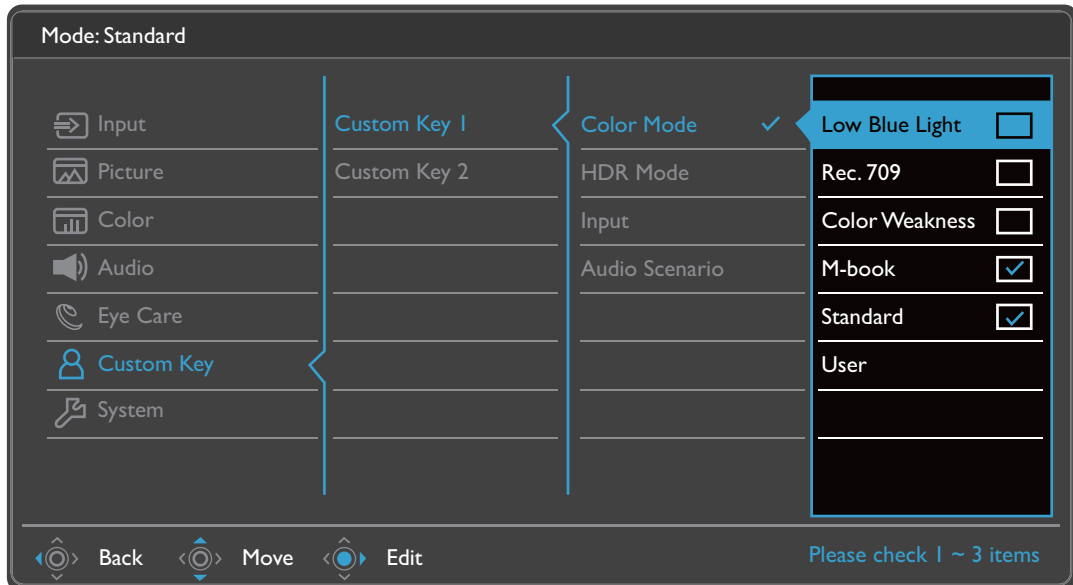 Mode: Standard
Input
Picture
Color
Audio
Eye Care
Custom Key
System
Custom Key 1
Custom Key 2
Color Mode
HDR Mode
Input
Audio Scenario
Low Blue Light
Rec. 709
Color Weakness
M-book
Standard
User
Back Move Edit
Please check 1 ~ 3 items